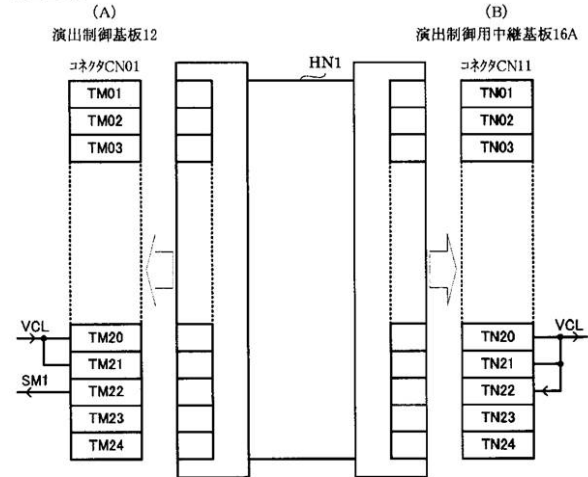 (A)
演出制御基板12
コネクタCN01
TM01
TM02
TM03
VCL
TM20
TM21
SM1
TM22
TM23
TM24
HN1
(B)
演出制御用中継基板16A
コネクタCN11
TN01
TN02
TN03
TN20
VCL
TN21
TN22
TN23
TN24